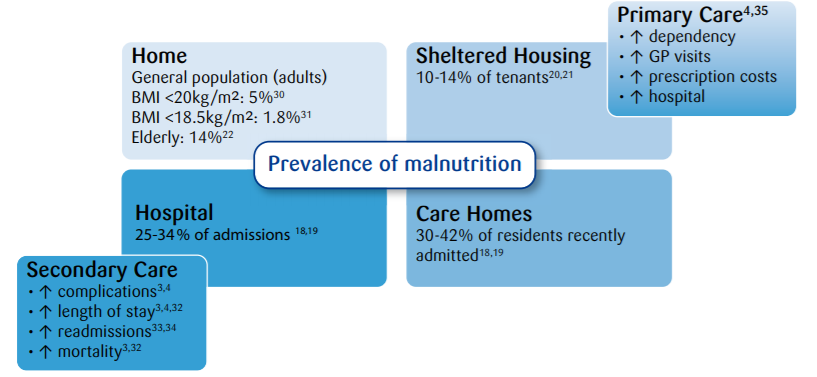 Primary Care4,35
· ↑ dependency
· ↑ GP visits
· ↑ prescription costs
· ↑ hospital
Home
General population (adults)
BMI <20kg/m²: 5%30
BMI <18.5kg/m²: 1.8%31
Elderly: 14%22
Sheltered Housing
10-14% of tenants20,21
Prevalence of malnutrition
Hospital
25-34% of admissions 18,19
Care Homes
30-42% of residents recently
admitted18,19
Secondary Care
· ↑ complications3,4
· ↑ length of stay3,4,32
· ↑ readmissions33,34
· ↑ mortality3,32